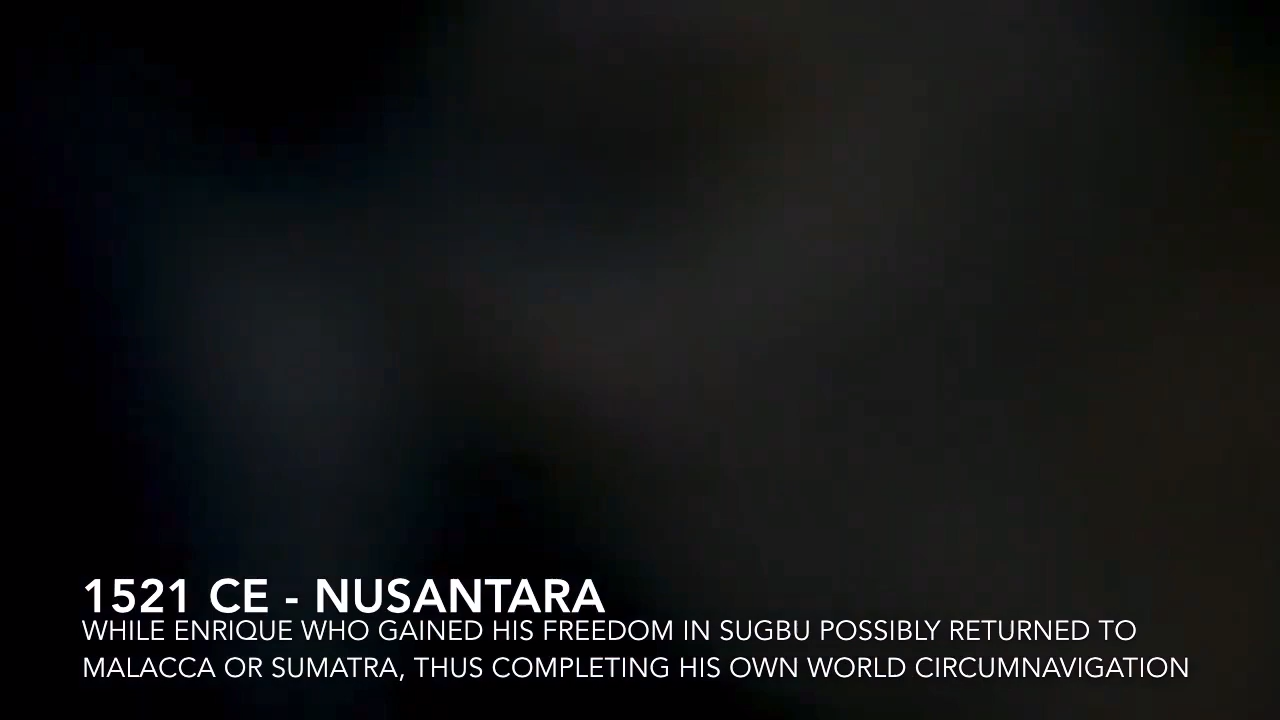 1521 CE - NUSANTARA
WHILE ENRIQUE WHO GAINED HIS FREEDOM IN SUGBU POSSIBLY RETURNED TO
MALACCA OR SUMATRA, THUS COMPLETING HIS OWN WORLD CIRCUMNAVIGATION